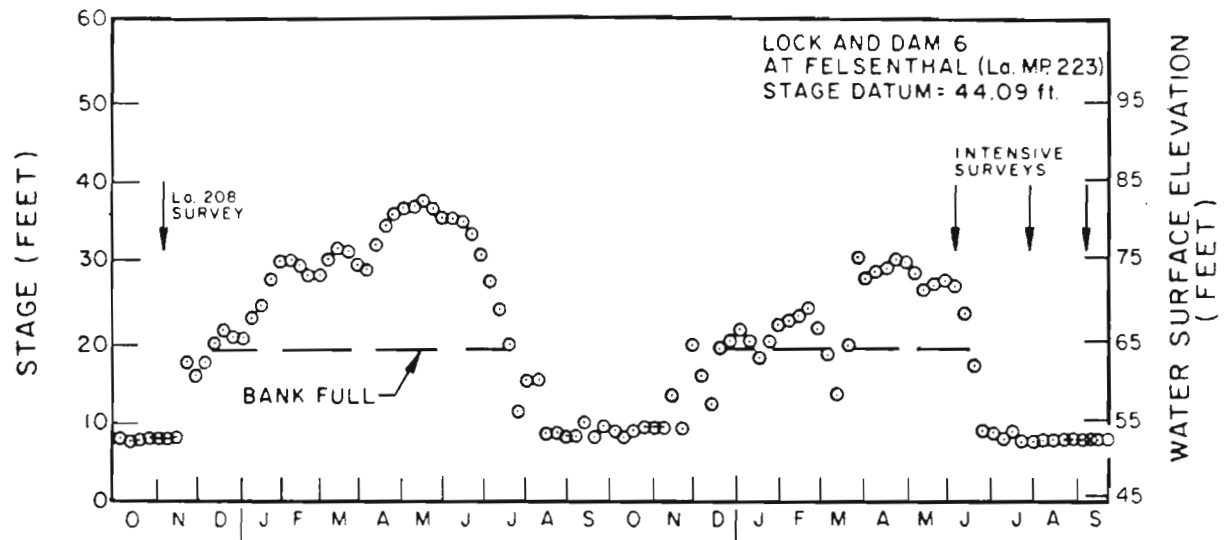 LOCK AND DAM 6
AT FELSENTHAL (La. MP. 223)
STAGE DATUM = 44.09 ft.
STAGE (FEET)
60
50
40
30
20
10
0
La. 208
SURVEY
BANK FULL
INTENSIVE
SURVEYS
95
85
75
65
55
45
WATER SURFACE ELEVATION
(FEET)
O N D J F M A M J J A S O N D J F M A M J J A S